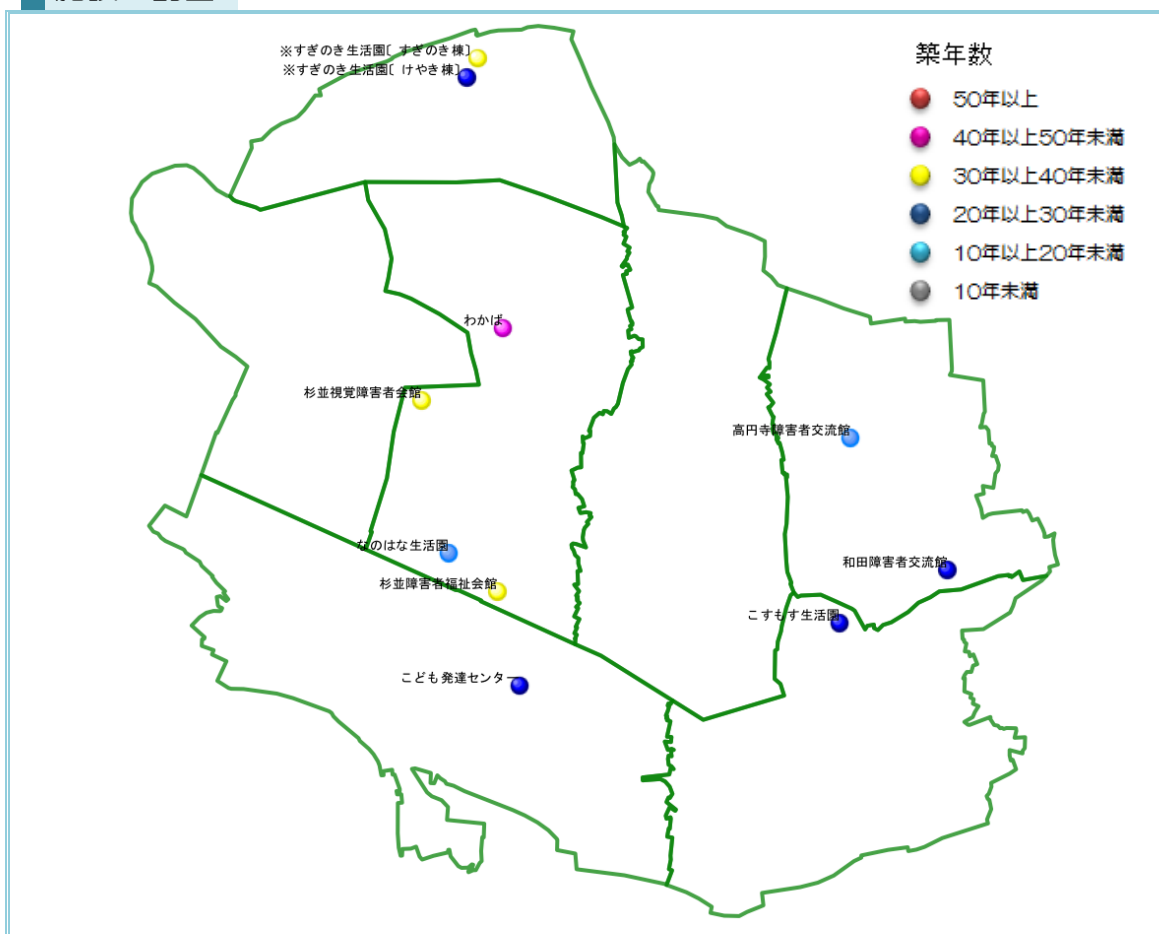 ※すぎのき生活園〔 すぎのき棟〕
※すぎのき生活園〔 けやき棟〕
築年数
50年以上
40年以上50年未満
30年以上40年未満
20年以上30年未満
10年以上20年未満
10年未満
わかば
杉並視覚障害者会館
高円寺障害者交流館
なのはな生活園
和田障害者交流館
杉並障害者福祉会館
こすもす生活園
こども発達センター